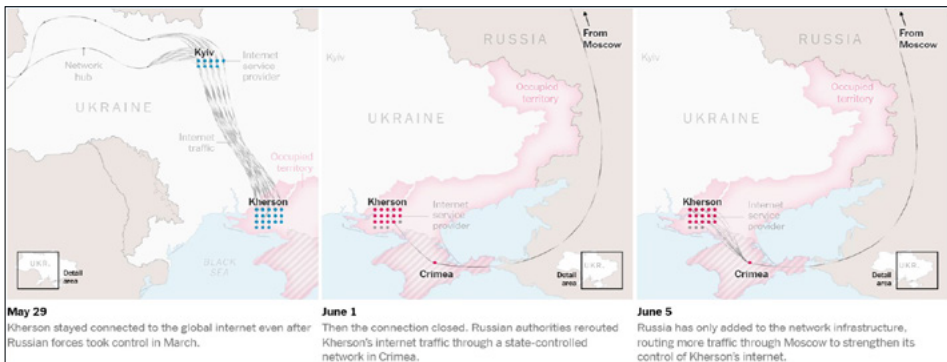 Kyiv
Network
hub
Internet
service
provider
UKRAINE
Internet
traffic
Occupied
territory
Kherson
BLACK
SEA
UKR.
Detail
area
May 29
Kherson stayed connected to the global internet even after
Russian forces took control in March.
From
Moscow
RUSSIA
Kyiv
Occupied
territory
UKRAINE
Kherson
Internet
service
provider
Crimea
UKR.
Detail
area
June 1
Then the connection closed. Russian authorities rerouted
Kherson's internet traffic through a state-controlled
network in Crimea.
From
Moscow
RUSSIA
Kyiv
Occupied
territory
UKRAINE
Kherson
Internet
service
provider
Crimea
UKR.
Detail
area
June 5
Russia has only added to the network infrastructure,
routing more traffic through Moscow to strengthen its
control of Kherson's internet.